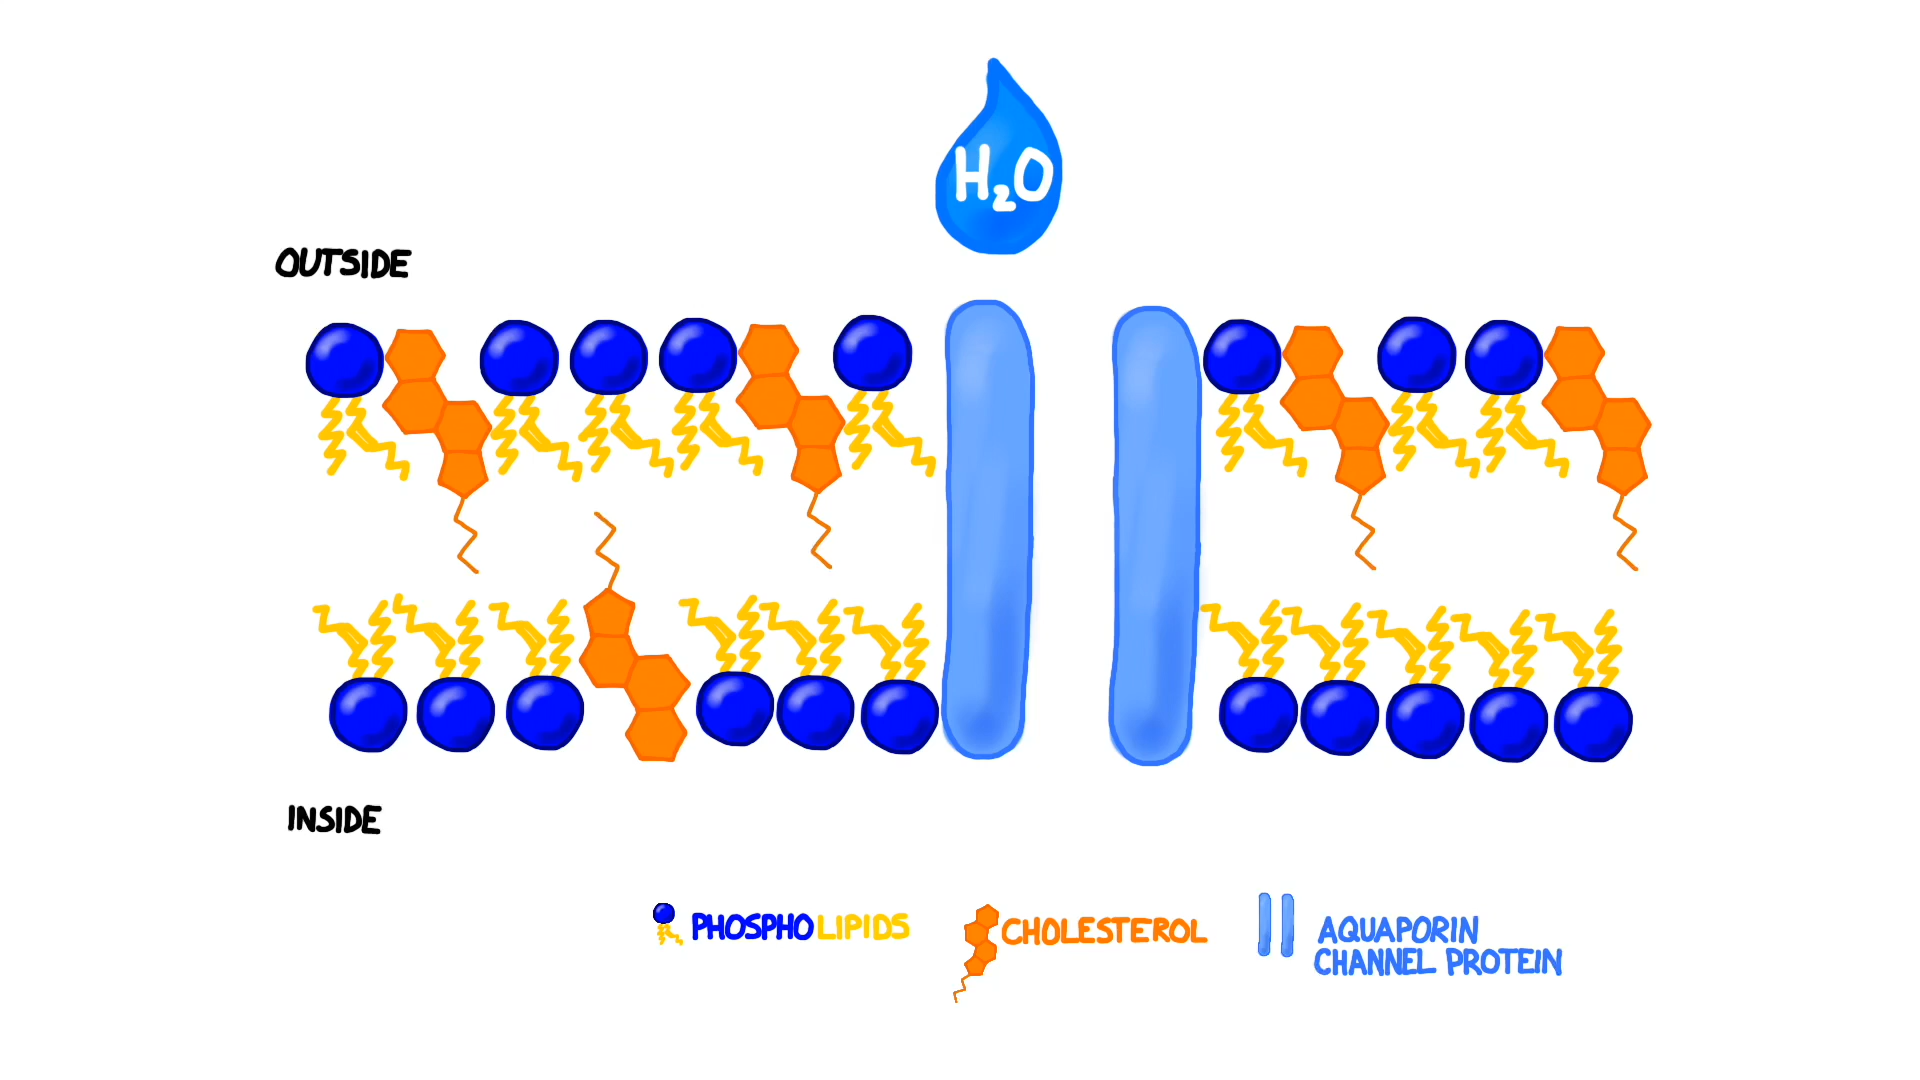 H₂O
OUTSIDE
INSIDE
PHOSPHOLIPIDS
CHOLESTEROL
AQUAPORIN
CHANNEL PROTEIN